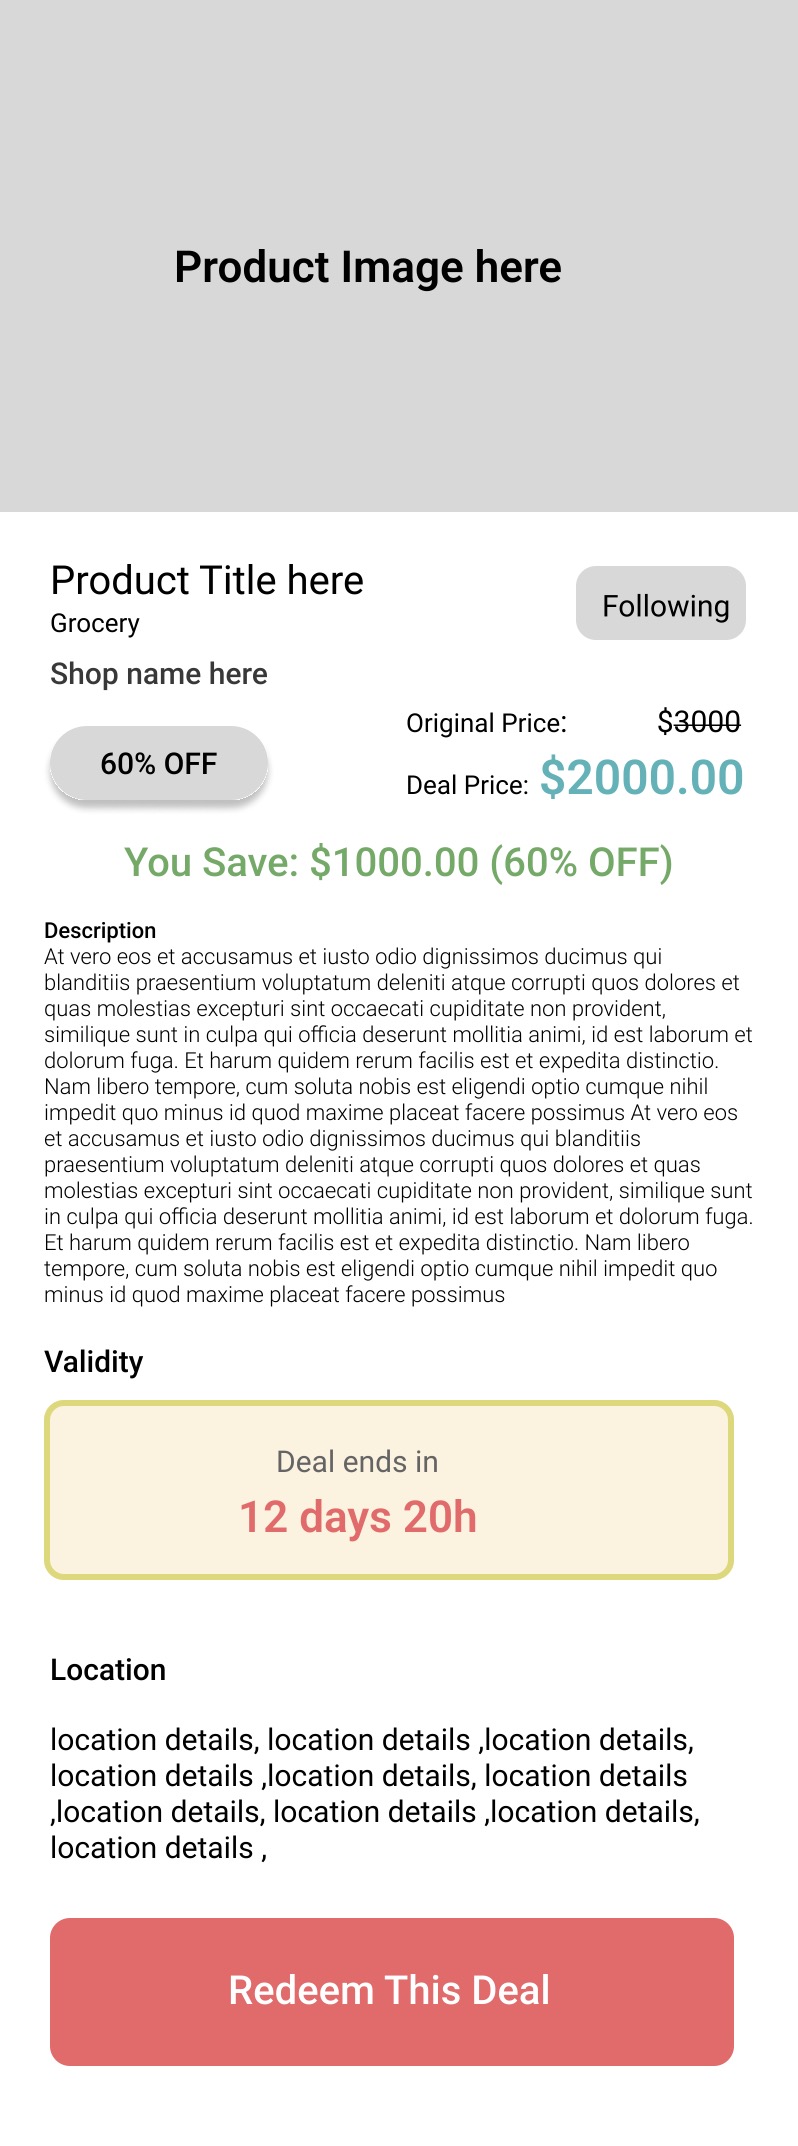 Product Image here
Product Title here
Following
Grocery
Shop name here
Original Price: $3000
60% OFF
Deal Price: $2000.00
You Save: $1000.00 (60% OFF)
Description
At vero eos et accusamus et iusto odio dignissimos ducimus qui
blanditiis praesentium voluptatum deleniti atque corrupti quos dolores et
quas molestias excepturi sint occaecati cupiditate non provident,
similique sunt in culpa qui officia deserunt mollitia animi, id est laborum et
dolorum fuga. Et harum quidem rerum facilis est et expedita distinctio.
Nam libero tempore, cum soluta nobis est eligendi optio cumque nihil
impedit quo minus id quod maxime placeat facere possimus At vero eos
et accusamus et iusto odio dignissimos ducimus qui blanditiis
praesentium voluptatum deleniti atque corrupti quos dolores et quas
molestias excepturi sint occaecati cupiditate non provident, similique sunt
in culpa qui officia deserunt mollitia animi, id est laborum et dolorum fuga.
Et harum quidem rerum facilis est et expedita distinctio. Nam libero
tempore, cum soluta nobis est eligendi optio cumque nihil impedit quo
minus id quod maxime placeat facere possimus
Validity
Deal ends in
12 days 20h
Location
location details, location details ,location details,
location details ,location details, location details
,location details, location details ,location details,
location details ,
Redeem This Deal